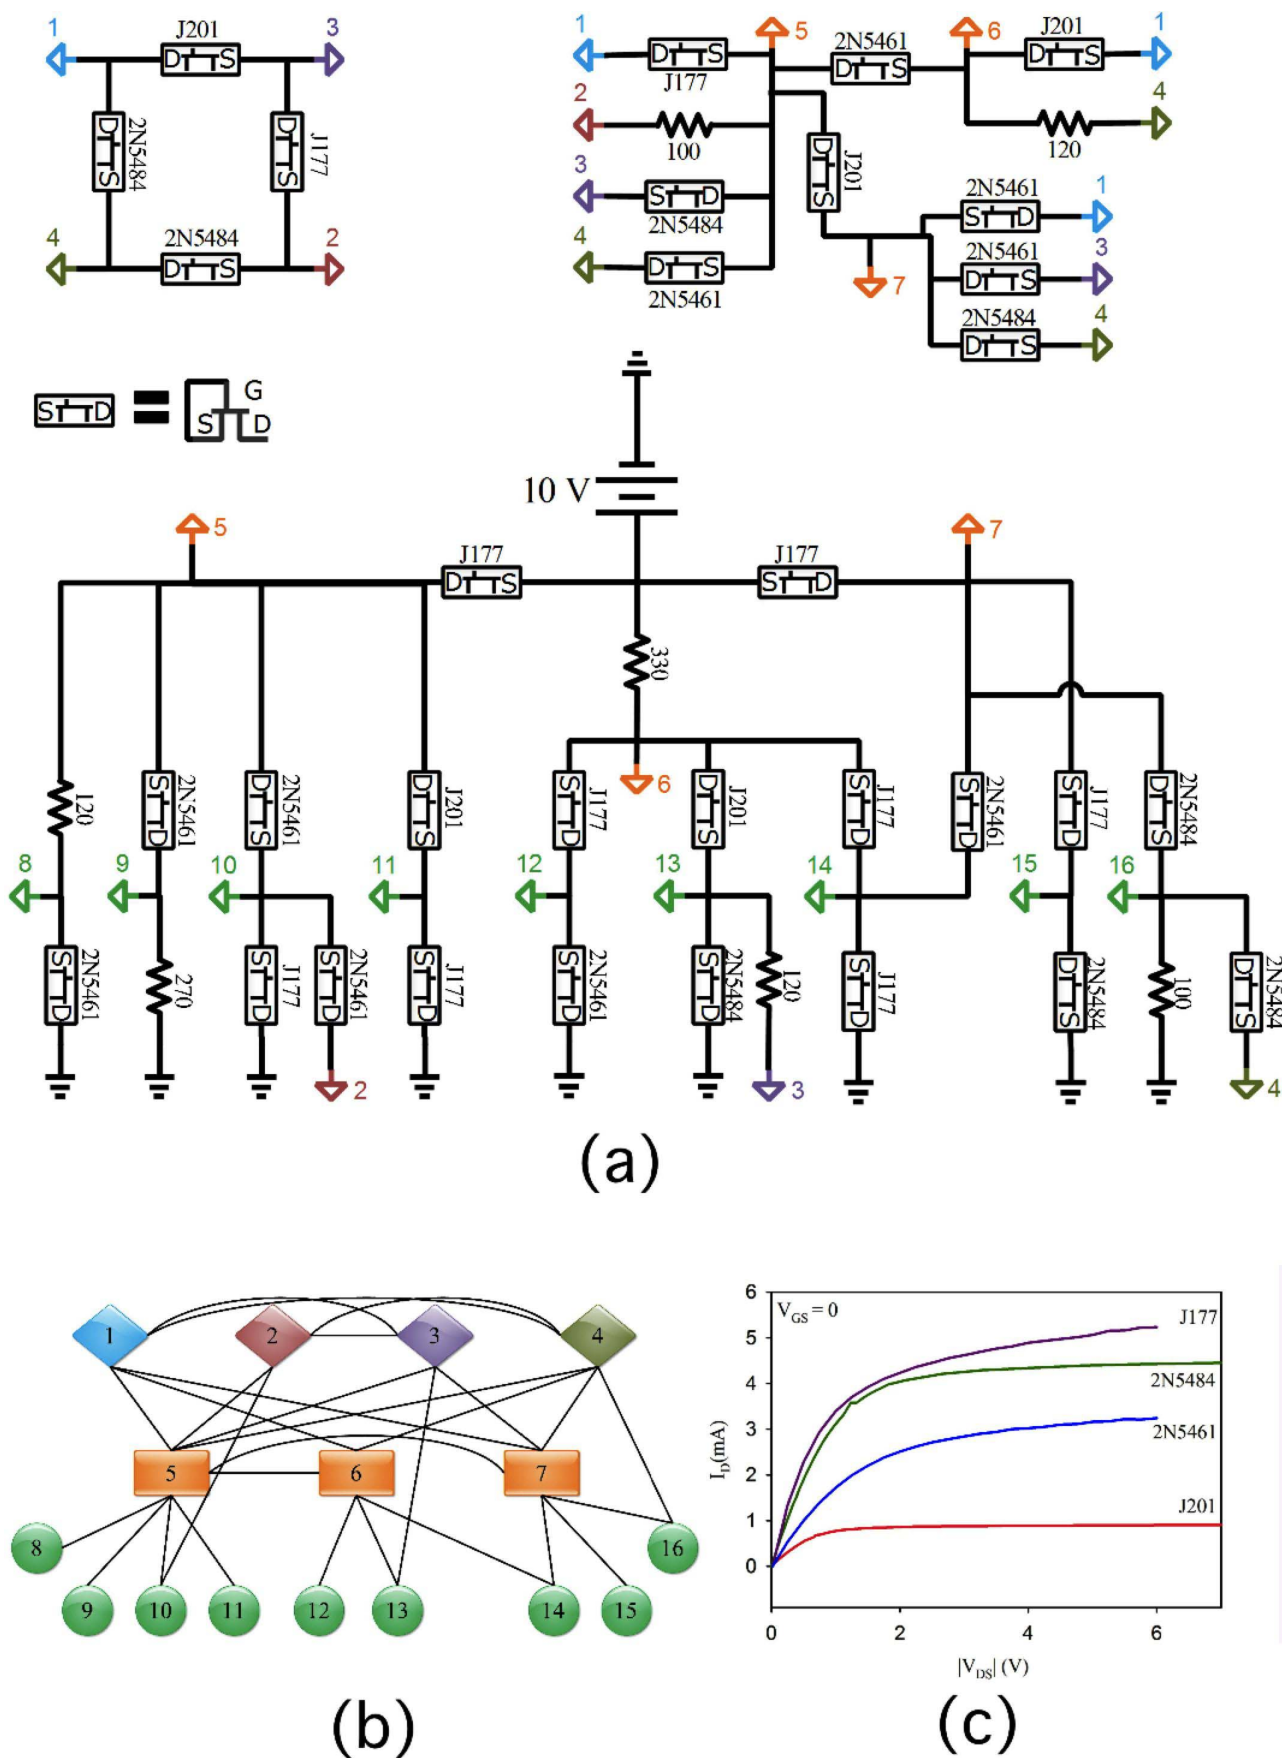 1
J201
3
D S
2N5484
D S
J177
D S
4
2N5484
2
D S
1
J177
D S
5
2N5461
D S
6
J201
D S
1
2
100
4
120
3
S D
2N5484
J201
D S
4
D S
2N5461
7
2N5461
S D
1
2N5461
D S
3
2N5484
D S
4
S D
G
S D
10 V
5
J177
D S
J177
S D
7
330
6
120
2N5461
S D
2N5461
D S
J201
D S
J177
S D
J201
D S
J177
S D
2N5461
S D
J177
S D
2N5484
D S
8
9
10
11
12
13
14
15
16
2N5461
S D
270
J177
S D
2N5461
S D
J177
S D
2N5461
S D
2N5484
S D
120
J177
S D
2N5484
D S
100
2N5484
D S
2
3
4
(a)
1
2
3
4
5
6
7
8
9
10
11
12
13
14
15
16
(b)
6
5
4
3
2
1
0
V_GS = 0
J177
2N5484
2N5461
J201
I_D(mA)
0
2
4
6
|V_DS| (V)
(c)